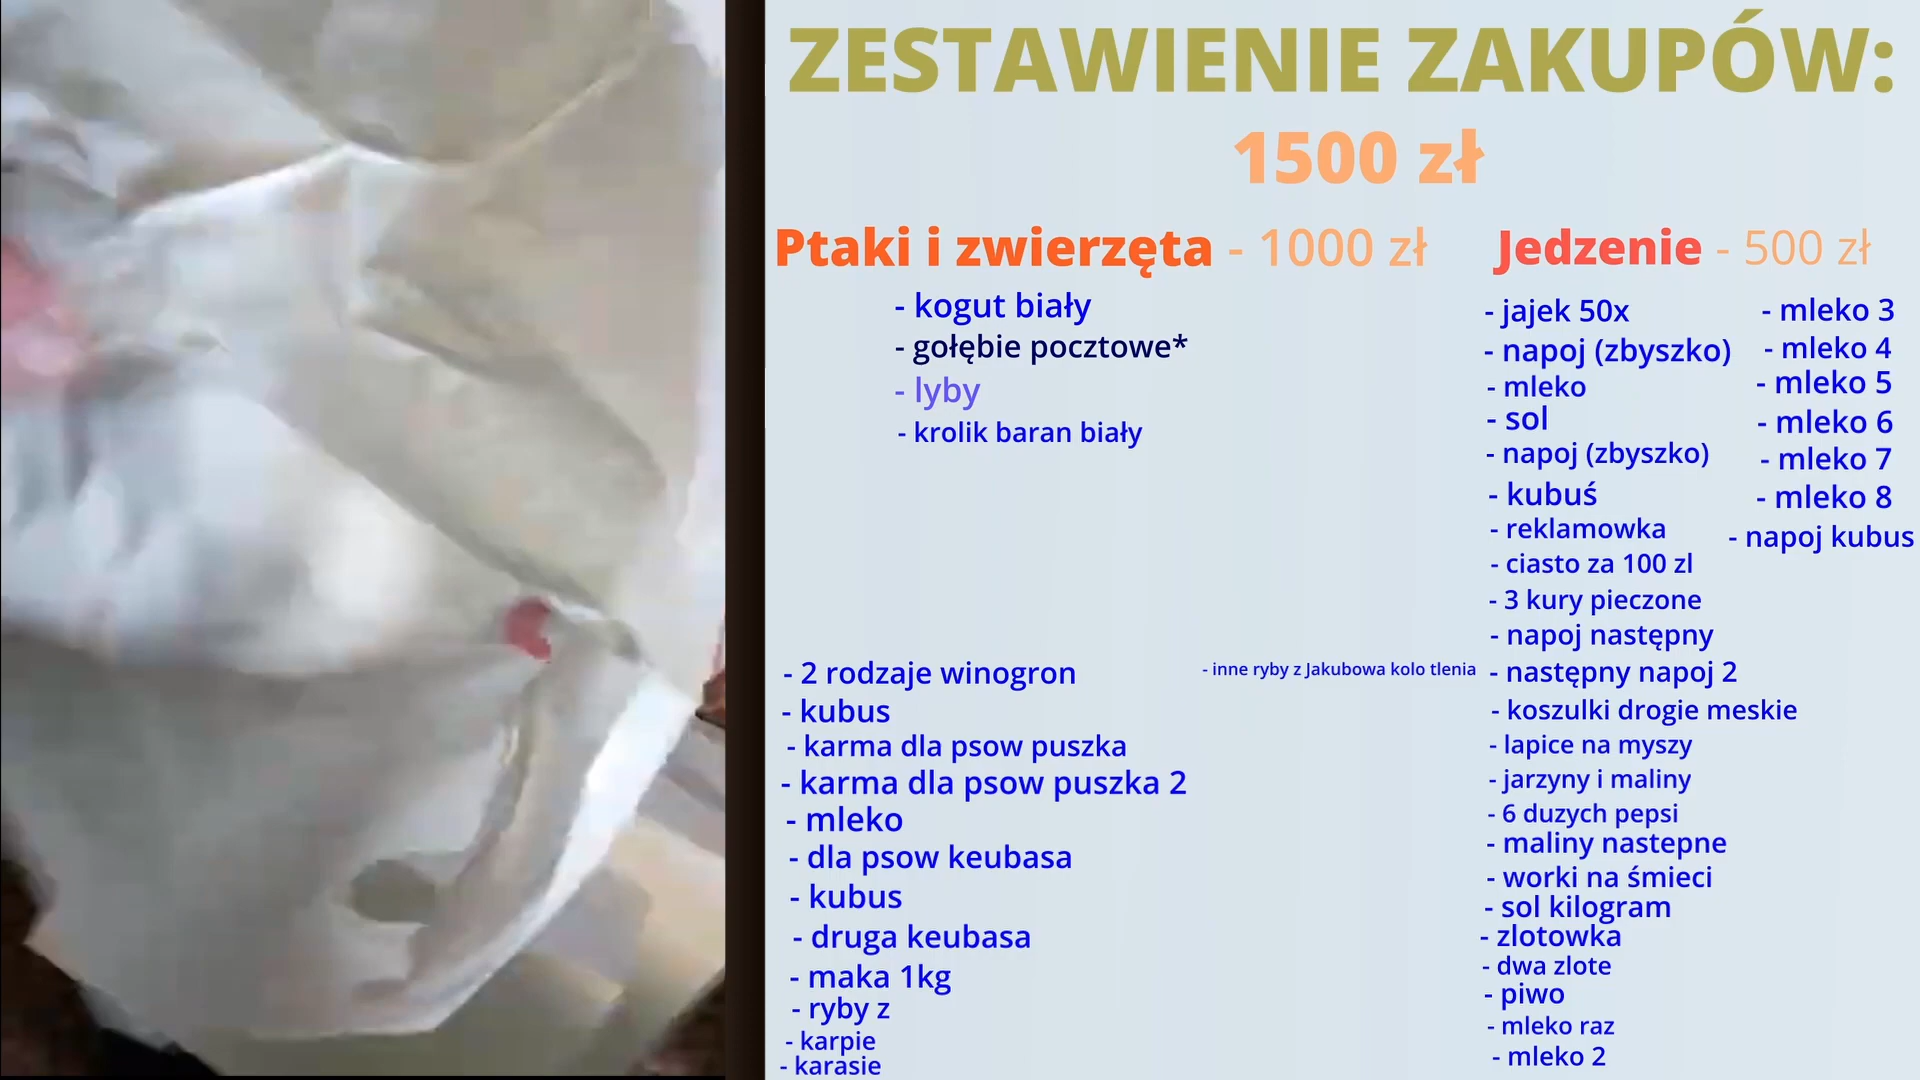 ZESTAWIENIE ZAKUPÓW:
1500 zł
Ptaki i zwierzęta - 1000 zł
- kogut biały
- gołębie pocztowe*
- lyby
- krolik baran biały
- 2 rodzaje winogron
- kubus
- karma dla psow puszka
- karma dla psow puszka 2
- mleko
- dla psow keubasa
- kubus
- druga keubasa
- maka 1kg
- ryby z
- karpie
- karasie
- inne ryby z Jakubowa kolo tlenia
Jedzenie - 500 zł
- jajek 50x
- napoj (zbyszko)
- mleko
- sol
- napoj (zbyszko)
- kubuś
- reklamowka
- ciasto za 100 zl
- 3 kury pieczone
- napoj następny
- następny napoj 2
- koszulki drogie meskie
- lapice na myszy
- jarzyny i maliny
- 6 duzych pepsi
- maliny nastepne
- worki na śmieci
- sol kilogram
- zlotowka
- dwa zlote
- piwo
- mleko raz
- mleko 2
- mleko 3
- mleko 4
- mleko 5
- mleko 6
- mleko 7
- mleko 8
- napoj kubus